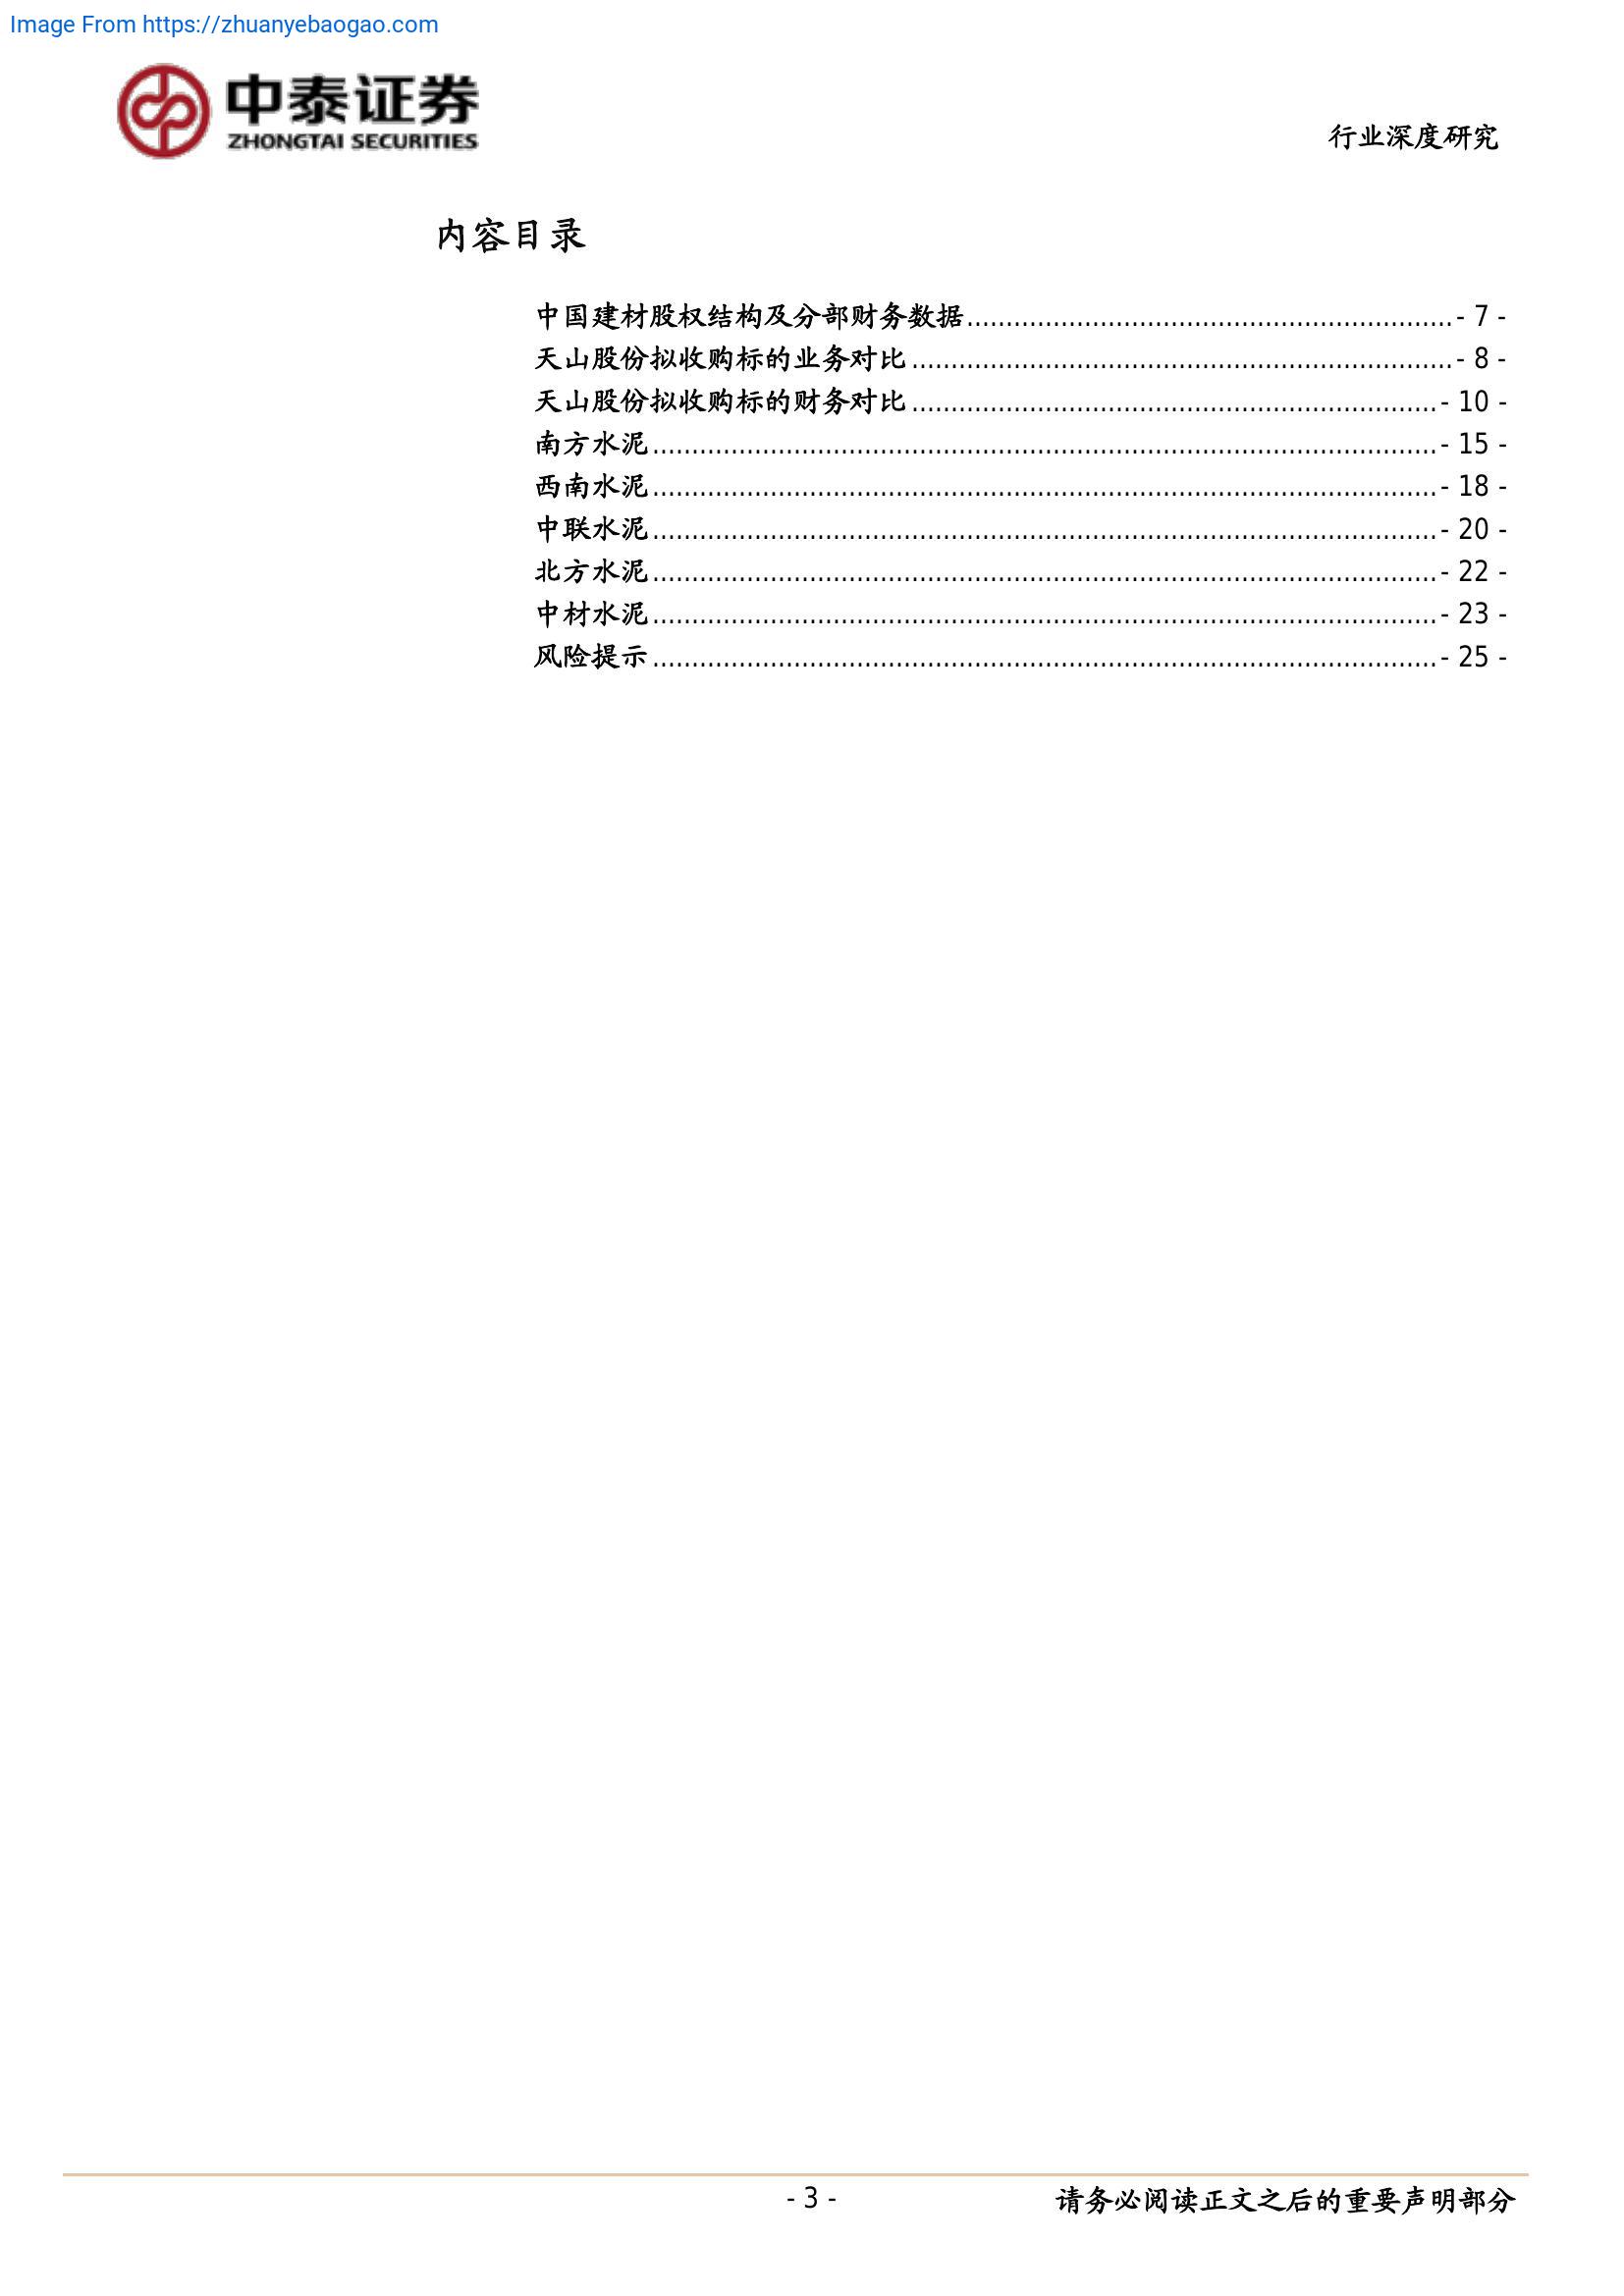 Image From https://zhuanyebaogao.com
中泰证券
ZHONGTAI SECURITIES
行业深度研究
内容目录
中国建材股权结构及分部财务数据..............................................................- 7 -
天山股份拟收购标的业务对比.....................................................................- 8 -
天山股份拟收购标的财务对比...................................................................- 10 -
南方水泥....................................................................................................- 15 -
西南水泥....................................................................................................- 18 -
中联水泥....................................................................................................- 20 -
北方水泥....................................................................................................- 22 -
中材水泥....................................................................................................- 23 -
风险提示....................................................................................................- 25 -
- 3 -
请务必阅读正文之后的重要声明部分